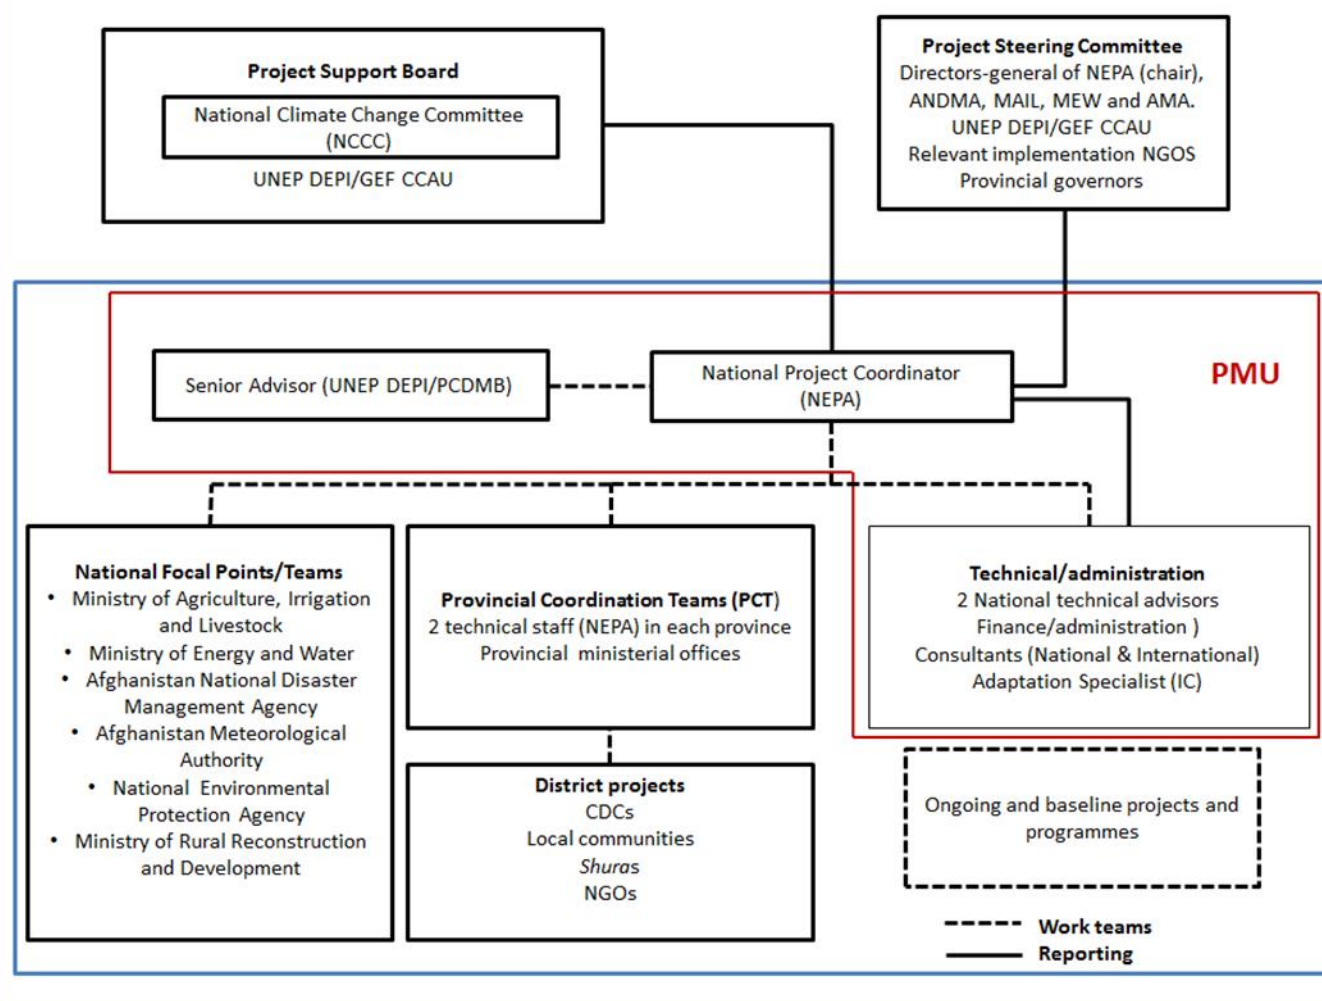 Project Support Board
National Climate Change Committee
(NCCC)
UNEP DEPI/GEF CCAU
Project Steering Committee
Directors-general of NEPA (chair),
ANDMA, MAIL, MEW and AMA.
UNEP DEPI/GEF CCAU
Relevant implementation NGOS
Provincial governors
Senior Advisor (UNEP DEPI/PCDMB)
National Project Coordinator
(NEPA)
PMU
National Focal Points/Teams
• Ministry of Agriculture, Irrigation
and Livestock
• Ministry of Energy and Water
• Afghanistan National Disaster
Management Agency
• Afghanistan Meteorological
Authority
• National Environmental
Protection Agency
• Ministry of Rural Reconstruction
and Development
Provincial Coordination Teams (PCT)
2 technical staff (NEPA) in each province
Provincial ministerial offices
District projects
CDCs
Local communities
Shuras
NGOs
Technical/administration
2 National technical advisors
Finance/administration )
Consultants (National & International)
Adaptation Specialist (IC)
Ongoing and baseline projects and
programmes
Work teams
Reporting